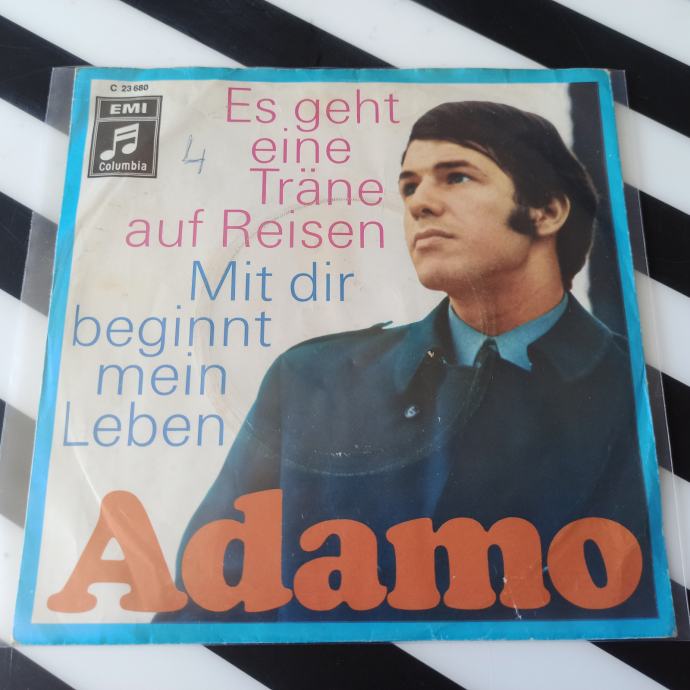 C 23 680
EMI
Columbia
4
Es geht
eine
Träne
auf Reisen
Mit dir
beginnt
mein
Leben
Adamo